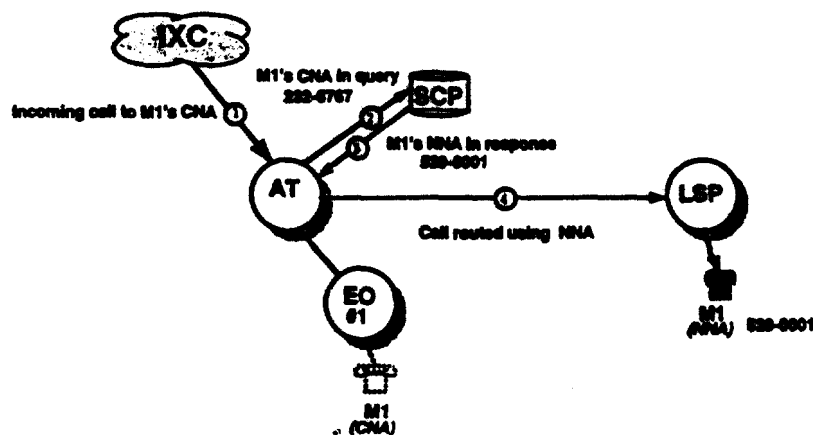 IXC
M1's CNA in query
SCP
Incoming call to M1's CNA
1
2
3
M1's NNA in response
AT
4
LSP
Call routed using NNA
EO
#1
M1
(NNA)
M1
(CNA)